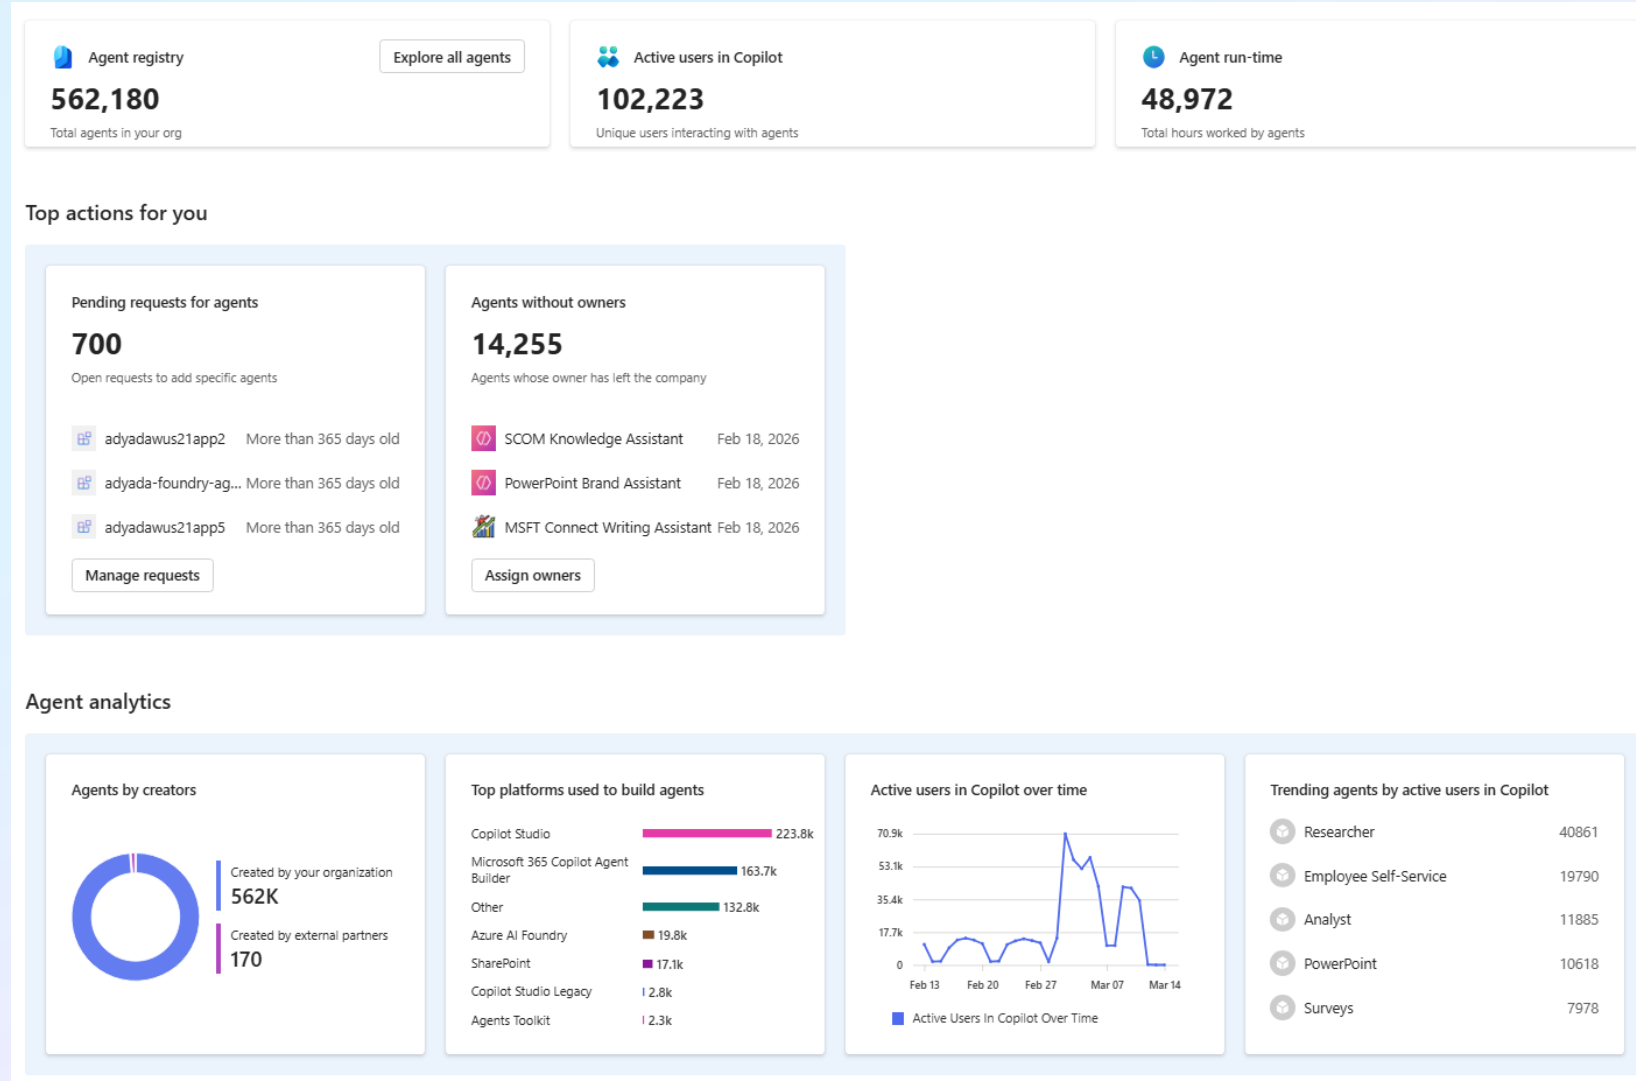 Agent registry
Explore all agents
562,180
Total agents in your org
Active users in Copilot
102,223
Unique users interacting with agents
Agent run-time
48,972
Total hours worked by agents
Top actions for you
Pending requests for agents
700
Open requests to add specific agents
adyadawus21app2 More than 365 days old
adyada-foundry-ag... More than 365 days old
adyadawus21app5 More than 365 days old
Manage requests
Agents without owners
14,255
Agents whose owner has left the company
SCOM Knowledge Assistant Feb 18, 2026
PowerPoint Brand Assistant Feb 18, 2026
MSFT Connect Writing Assistant Feb 18, 2026
Assign owners
Agent analytics
Agents by creators
Created by your organization
562K
Created by external partners
170
Top platforms used to build agents
Copilot Studio 223.8k
Microsoft 365 Copilot Agent
Builder 163.7k
Other 132.8k
Azure AI Foundry 19.8k
SharePoint 17.1k
Copilot Studio Legacy 2.8k
Agents Toolkit 2.3k
Active users in Copilot over time
70.9k
53.1k
35.4k
17.7k
0
Feb 13 Feb 20 Feb 27 Mar 07 Mar 14
Active Users In Copilot Over Time
Trending agents by active users in Copilot
Researcher 40861
Employee Self-Service 19790
Analyst 11885
PowerPoint 10618
Surveys 7978